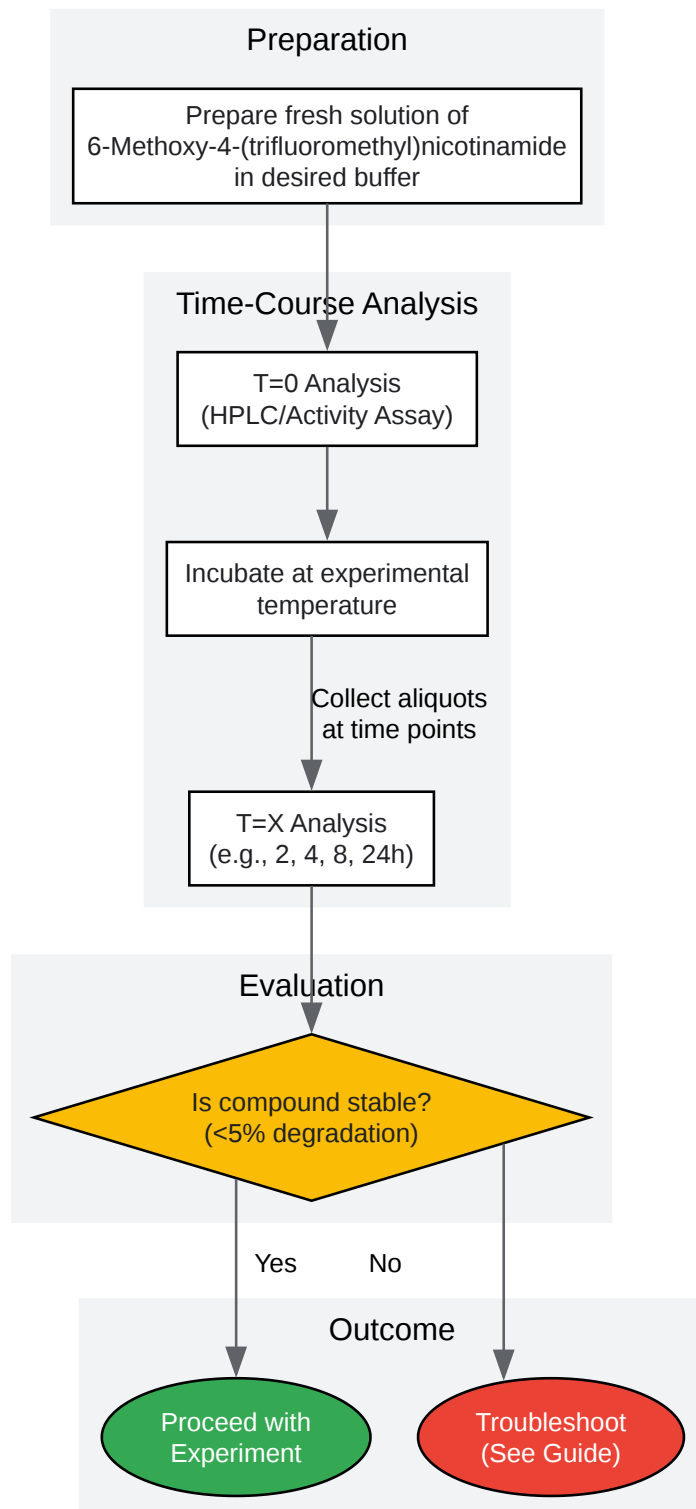 Preparation
Prepare fresh solution of
6-Methoxy-4-(trifluoromethyl)nicotinamide
in desired buffer
Time-Course Analysis
T=0 Analysis
(HPLC/Activity Assay)
Incubate at experimental
temperature
Collect aliquots
at time points
T=X Analysis
(e.g., 2, 4, 8, 24h)
Evaluation
Is compound stable?
(<5% degradation)
Yes
No
Outcome
Proceed with
Experiment
Troubleshoot
(See Guide)